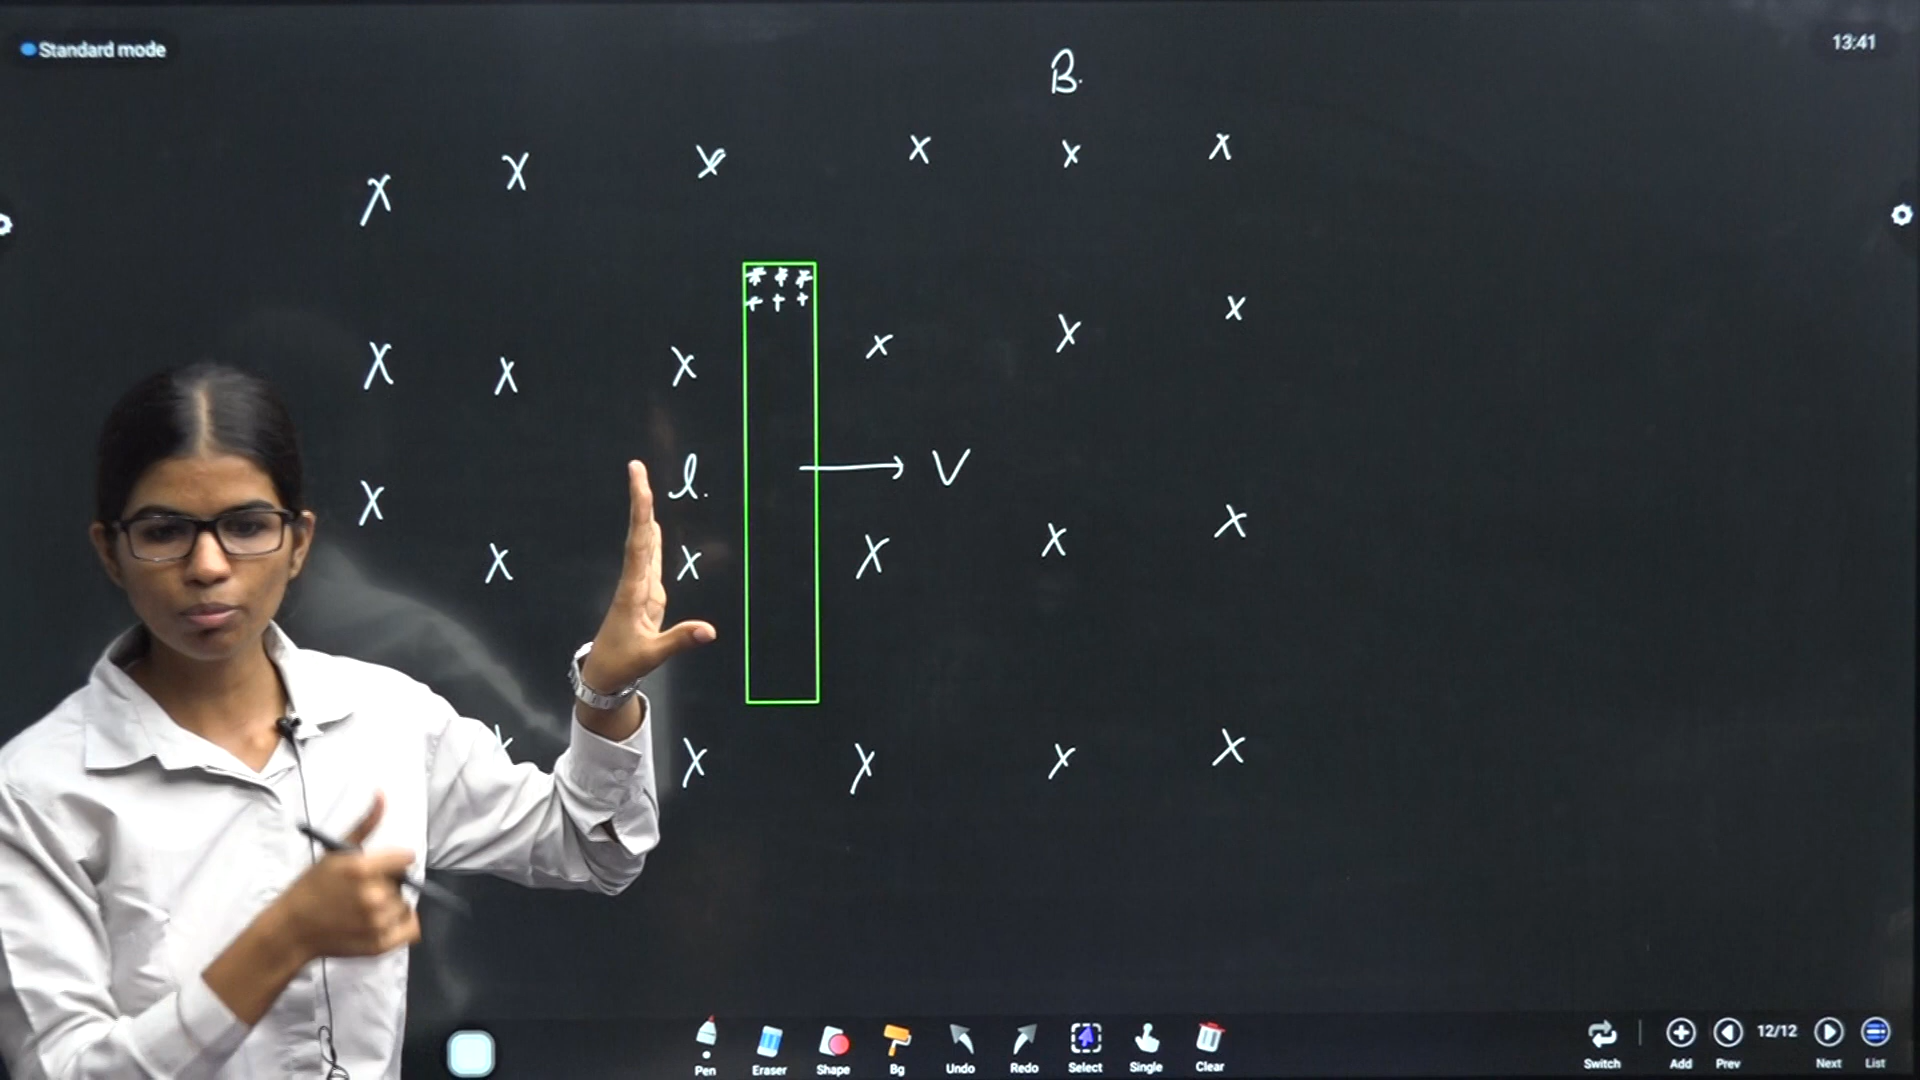 Standard mode
13:41
B.
X X X X X X
+ + +
+ + +
X X X X X X
l. → V
X
X X X X X
X X X X X
Pen Eraser Shape Bg Undo Redo Select Single Clear
Switch Add Prev 12/12 Next List